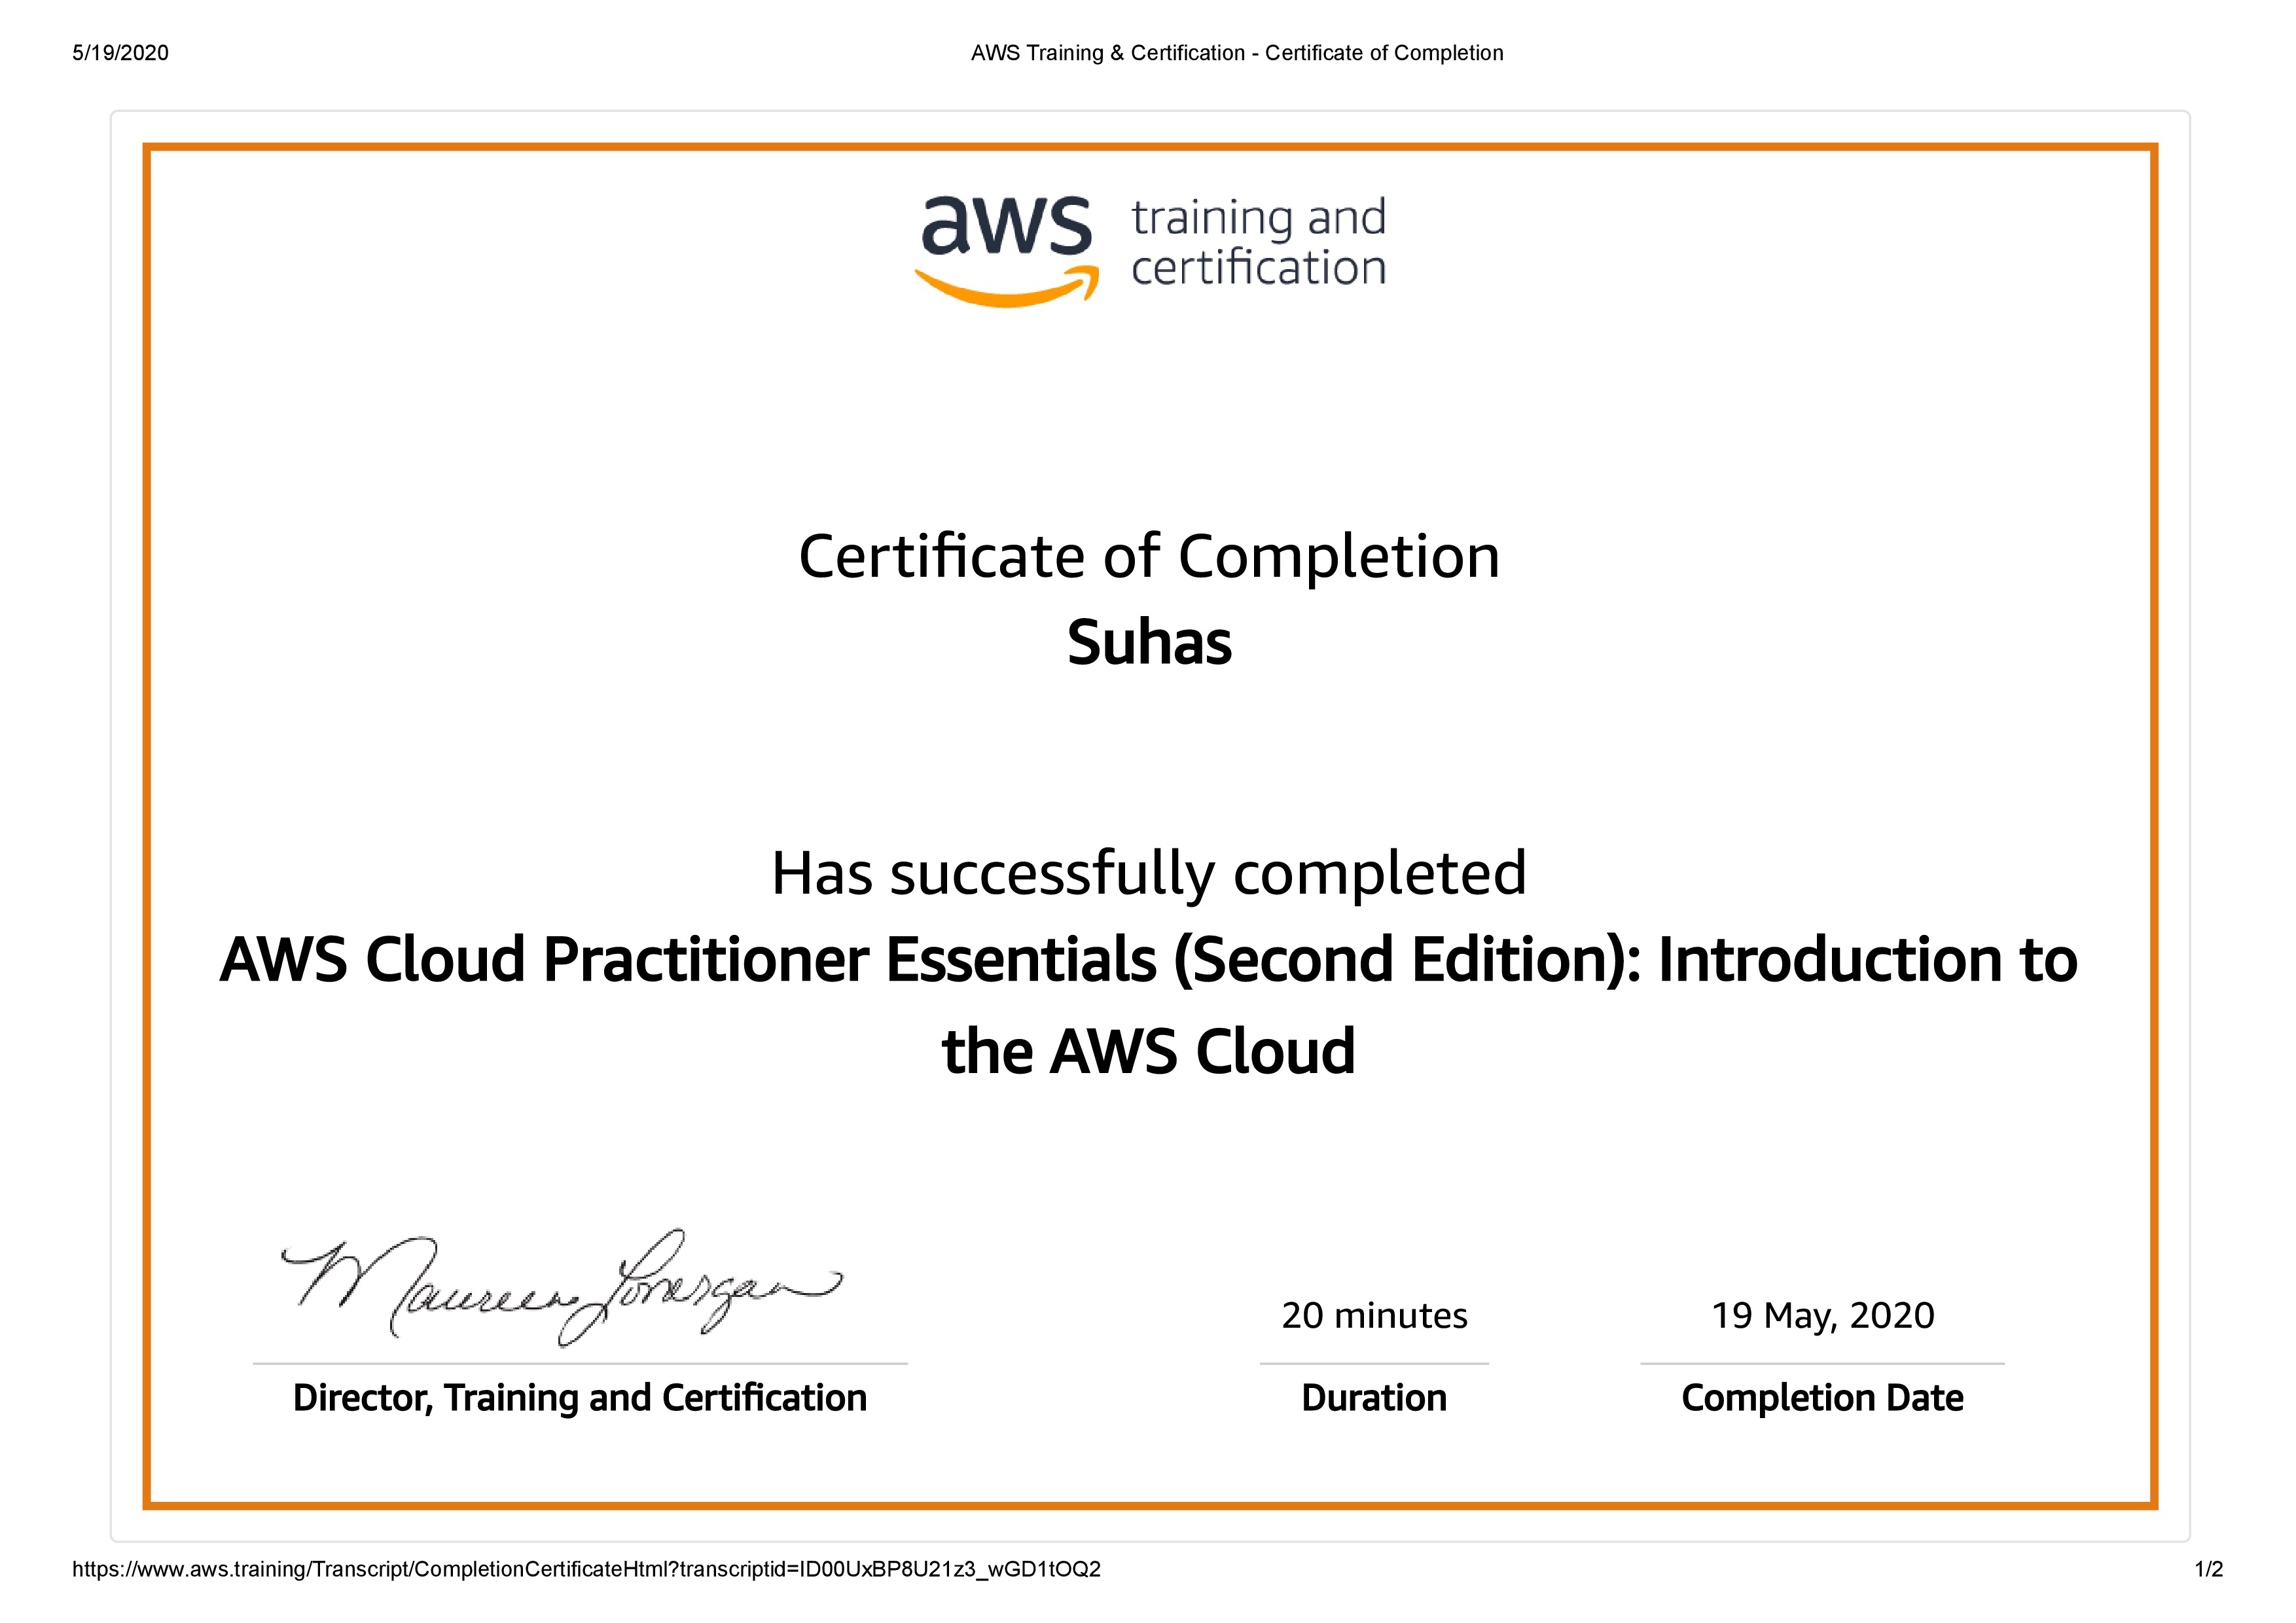 5/19/2020 AWS Training & Certification - Certificate of Completion
aws training and
certification
Certificate of Completion
Suhas
Has successfully completed
AWS Cloud Practitioner Essentials (Second Edition): Introduction to
the AWS Cloud
Maureen Lonergan
20 minutes 19 May, 2020
Director, Training and Certification Duration Completion Date
https://www.aws.training/Transcript/CompletionCertificateHtml?transcriptid=ID00UxBP8U21z3_wGD1tOQ2 1/2